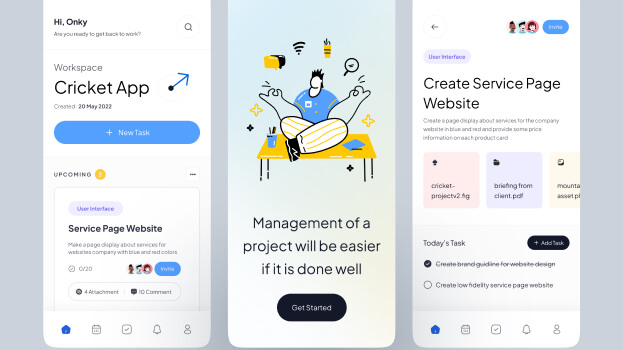 Hi, Onky
Are you ready to get back to work?
Workspace
Cricket App
Created : 20 May 2022
+ New Task
UPCOMING
User Interface
Service Page Website
Make a page display about services for
websites company with blue and red colors
0/20
Invite
4 Attachment
10 Comment
Management of a
project will be easier
if it is done well
Get Started
Invite
User Interface
Create Service Page
Website
Create a page display about services for the company
website in blue and red and provide some price
information on each product card
cricket-
projectv2.fig
briefing from
client.pdf
mounta
asset.pl
Today's Task
+ Add Task
Create brand guidline for website design
Create low fidelity service page website